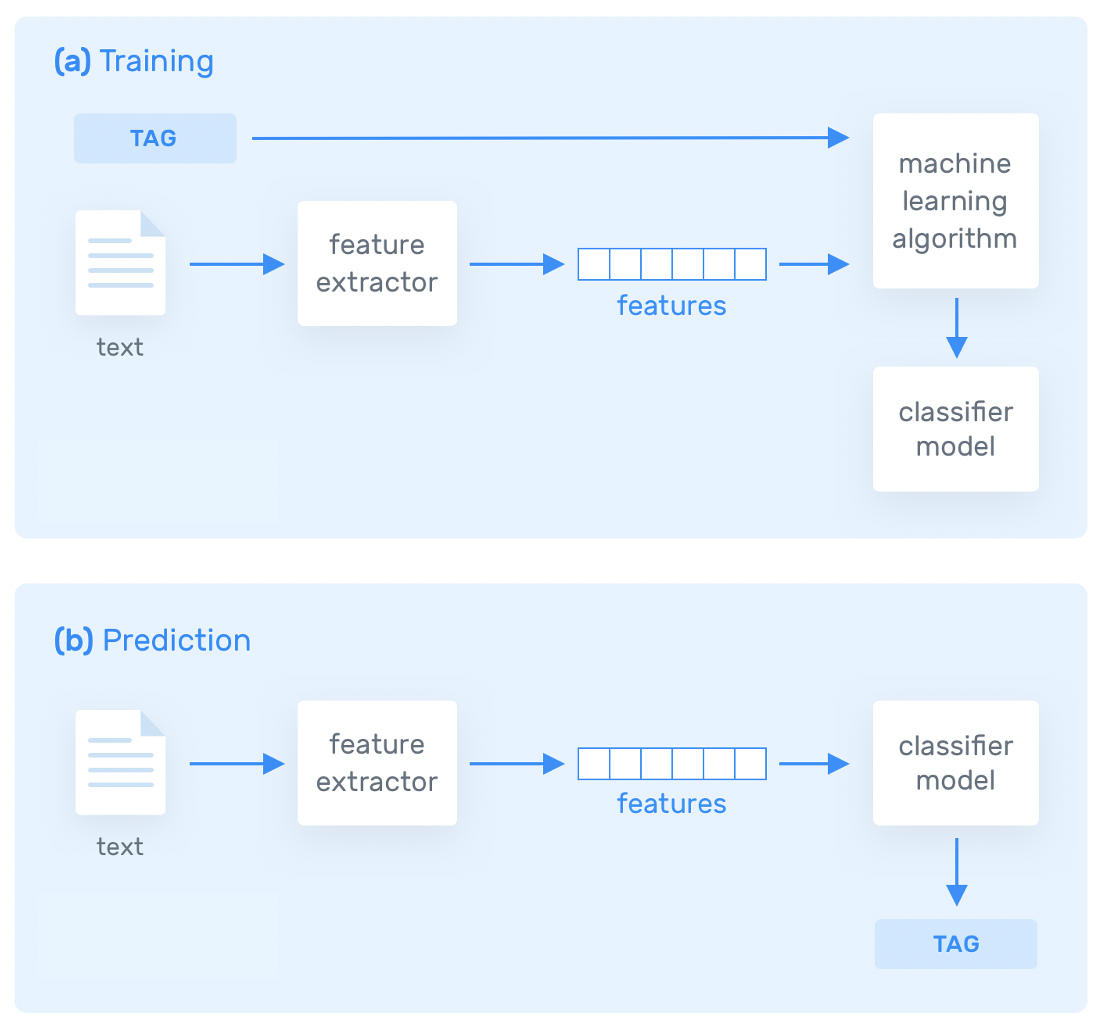 (a) Training
TAG
machine
learning
algorithm
feature
extractor
features
text
classifier
model
(b) Prediction
feature
extractor
classifier
model
features
text
TAG